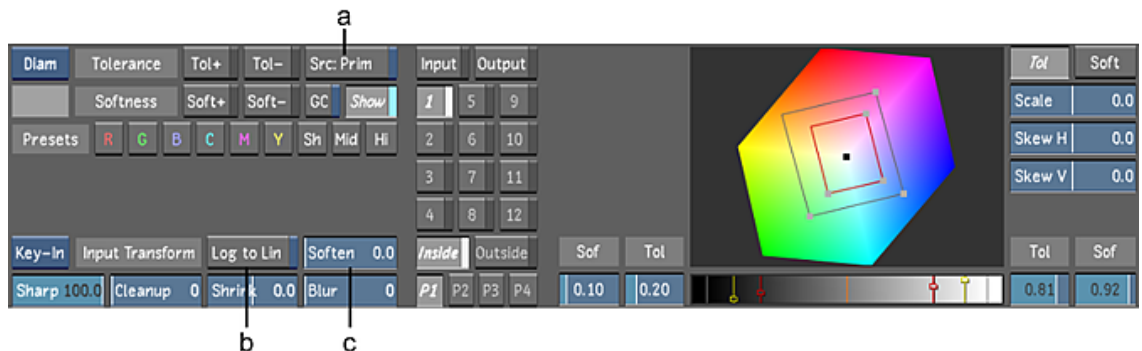 a
Diam Tolerance Tol+ Tol- Src: Prim Input Output Tol Soft
Softness Soft+ Soft- GC Show 1 5 9 Scale 0.0
Presets R G B C M Y Sh Mid Hi 2 6 10 Skew H 0.0
3 7 11 Skew V 0.0
4 8 12
Key-In Input Transform Log to Lin Soften 0.0 Inside Outside Sof Tol Tol Sof
Sharp 100.0 Cleanup 0 Shrink 0.0 Blur 0 P1 P2 P3 P4 0.10 0.20 0.81 0.92
b c